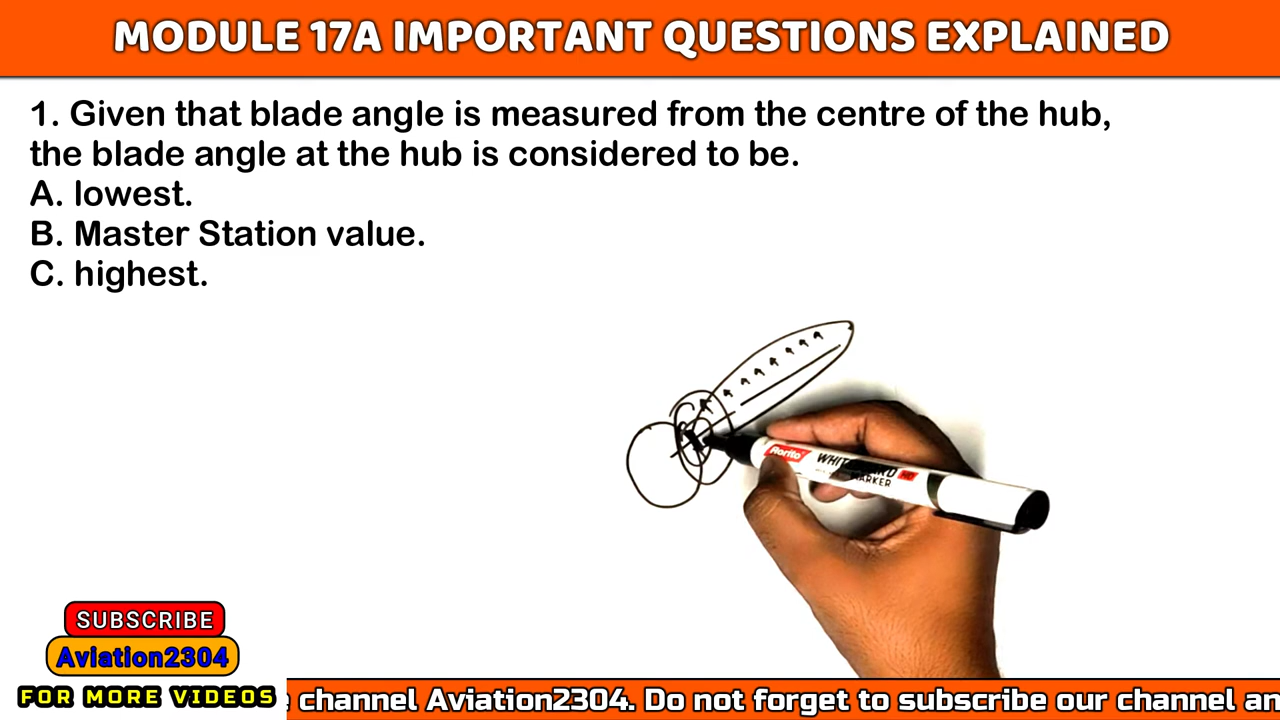 MODULE 17A IMPORTANT QUESTIONS EXPLAINED
1. Given that blade angle is measured from the centre of the hub,
the blade angle at the hub is considered to be.
A. lowest.
B. Master Station value.
C. highest.
Rorito
MARKER
SUBSCRIBE
Aviation2304
FOR MORE VIDEOS
channel Aviation2304. Do not forget to subscribe our channel an